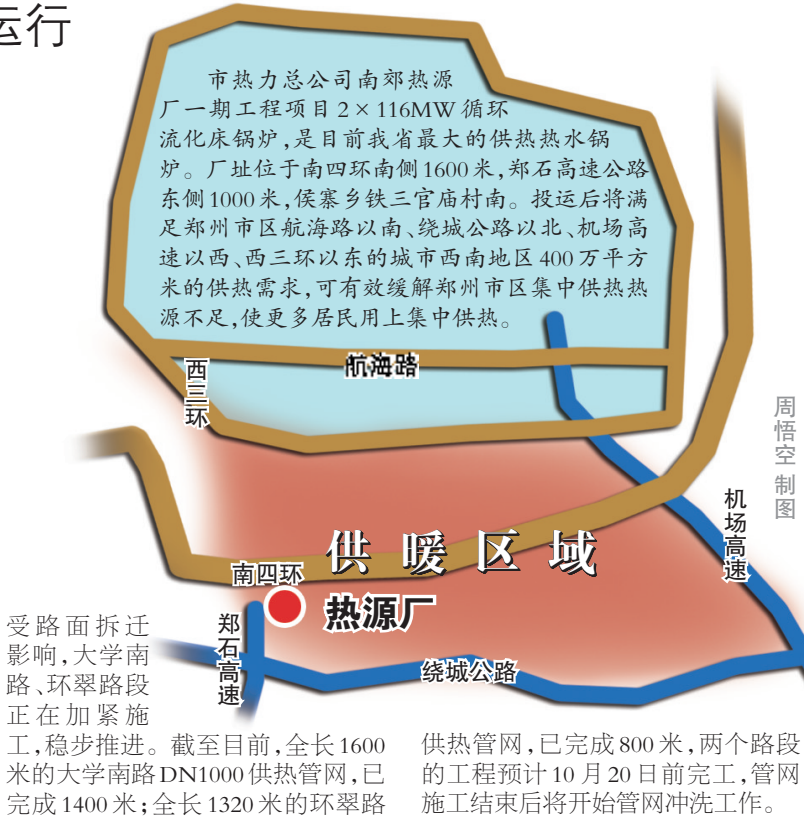 运行
市热力总公司南郊热源
厂一期工程项目2×116MW循环
流化床锅炉,是目前我省最大的供热热水锅
炉。厂址位于南四环南侧1600米,郑石高速公路
东侧1000米,侯寨乡铁三官庙村南。投运后将满
足郑州市区航海路以南、绕城公路以北、机场高
速以西、西三环以东的城市西南地区400万平方
米的供热需求,可有效缓解郑州市区集中供热热
源不足,使更多居民用上集中供热。
航海路
西三环
周悟空 制图
机场高速
供暖区域
南四环
热源厂
郑石高速
绕城公路
受路面拆迁
影响,大学南
路、环翠路段
正在加紧施
工,稳步推进。截至目前,全长1600
米的大学南路DN1000供热管网,已
完成1400米;全长1320米的环翠路
供热管网,已完成800米,两个路段
的工程预计10月20日前完工,管网
施工结束后将开始管网冲洗工作。